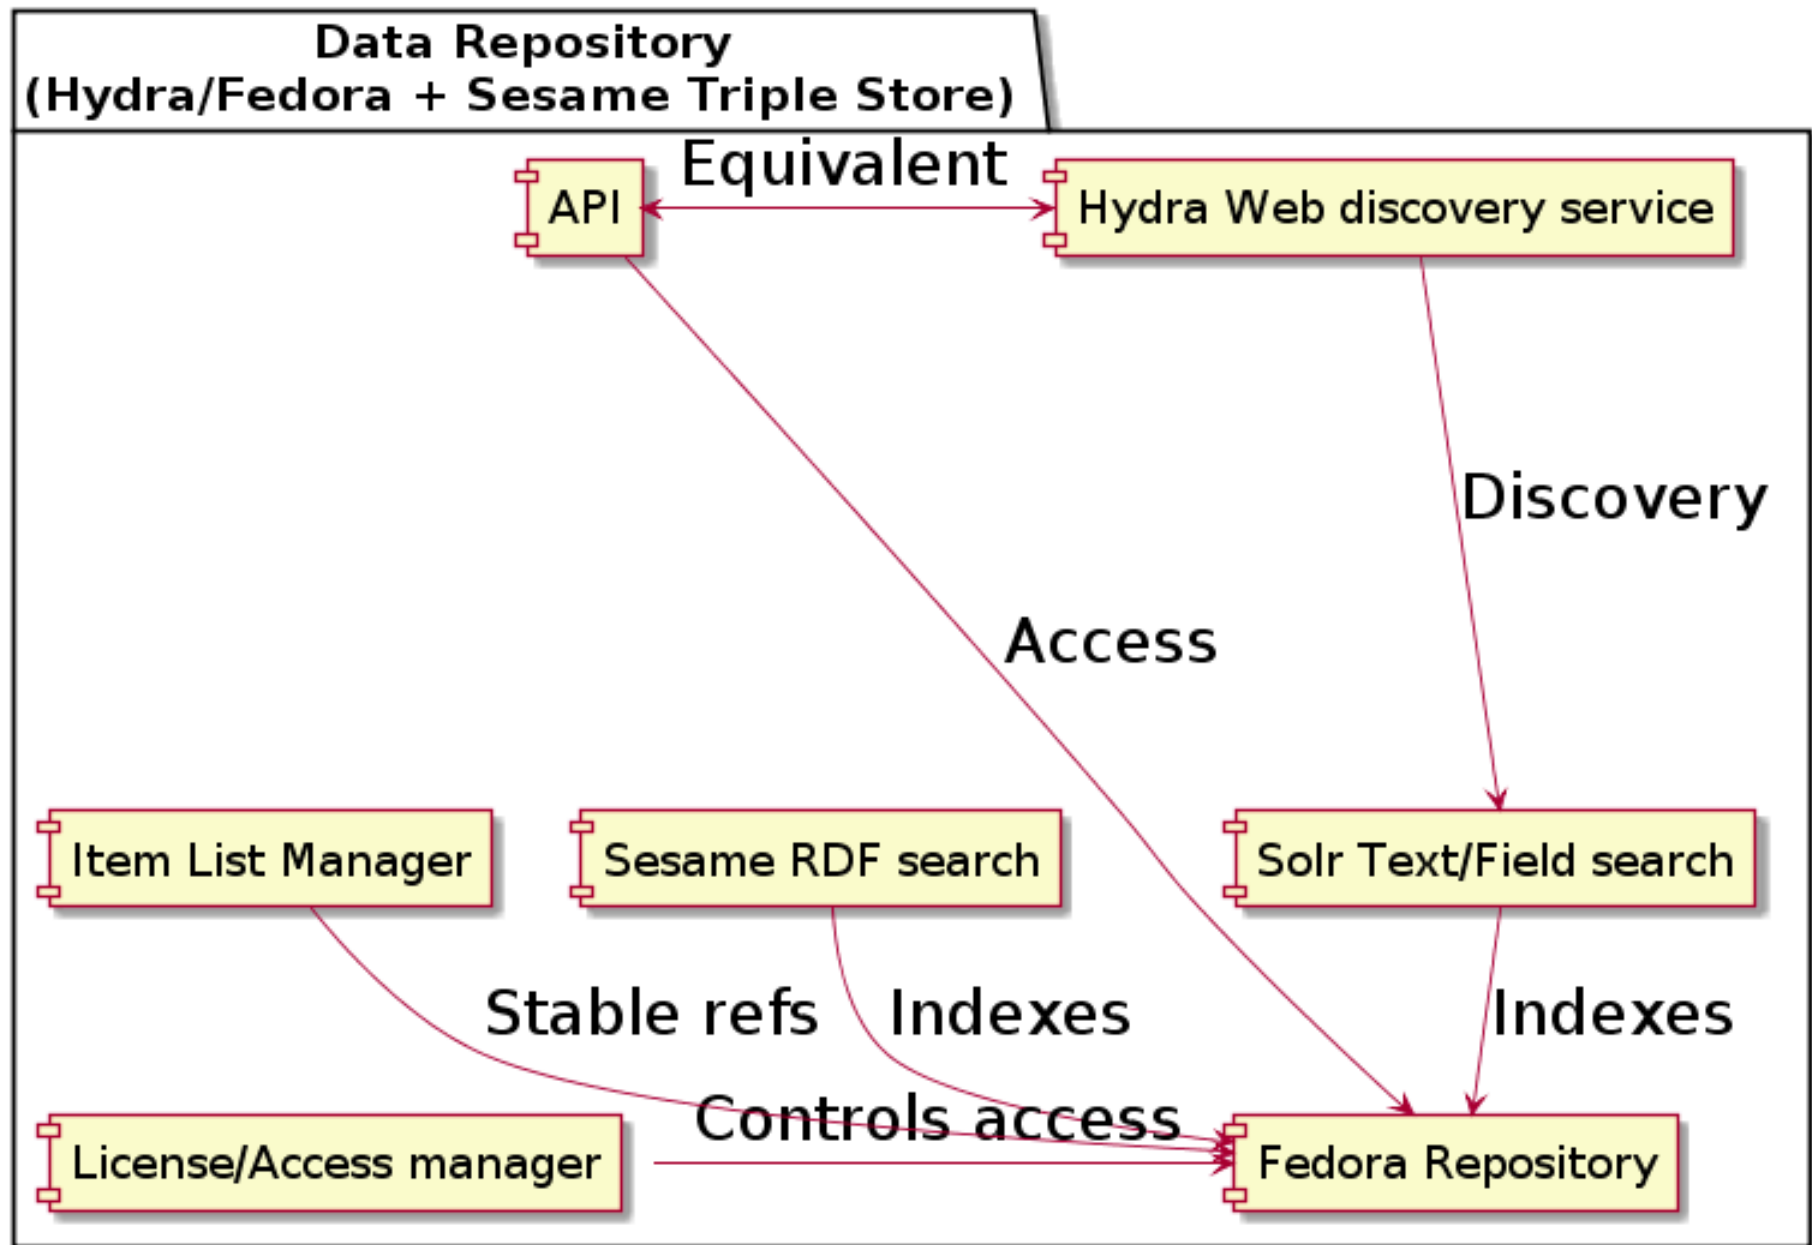 Data Repository
(Hydra/Fedora + Sesame Triple Store)
Equivalent
API
Hydra Web discovery service
Discovery
Access
Item List Manager
Sesame RDF search
Solr Text/Field search
Stable refs
Indexes
Indexes
Controls access
License/Access manager
Fedora Repository